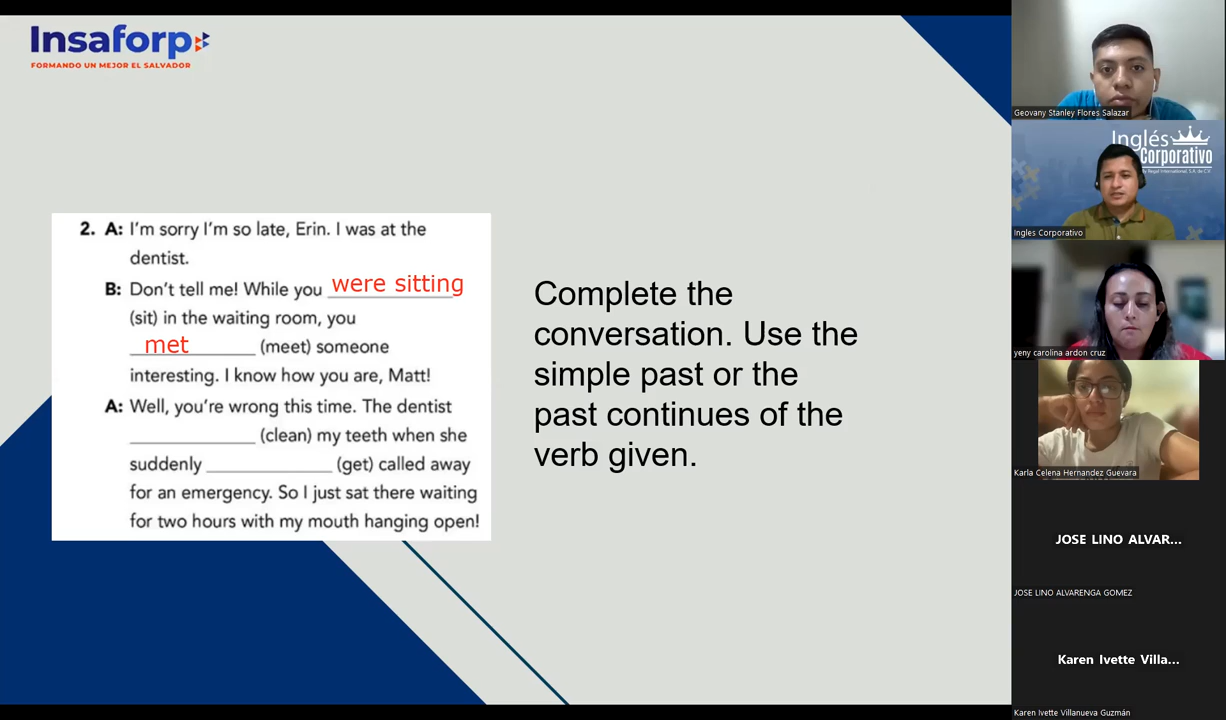 Insaforp
FORMANDO UN MEJOR EL SALVADOR
2. A: I'm sorry I'm so late, Erin. I was at the
dentist.
B: Don't tell me! While you were sitting
(sit) in the waiting room, you
met (meet) someone
interesting. I know how you are, Matt!
A: Well, you're wrong this time. The dentist
____________ (clean) my teeth when she
suddenly ____________ (get) called away
for an emergency. So I just sat there waiting
for two hours with my mouth hanging open!
Complete the
conversation. Use the
simple past or the
past continues of the
verb given.
Geovany Stanley Flores Salazar
Inglés
Corporativo
Ingles Corporativo
yeny carolina ardon cruz
Karla Celena Hernandez Guevara
JOSE LINO ALVAR...
JOSE LINO ALVARENGA GOMEZ
Karen Ivette Villa...
Karen Ivette Villanueva Guzmán